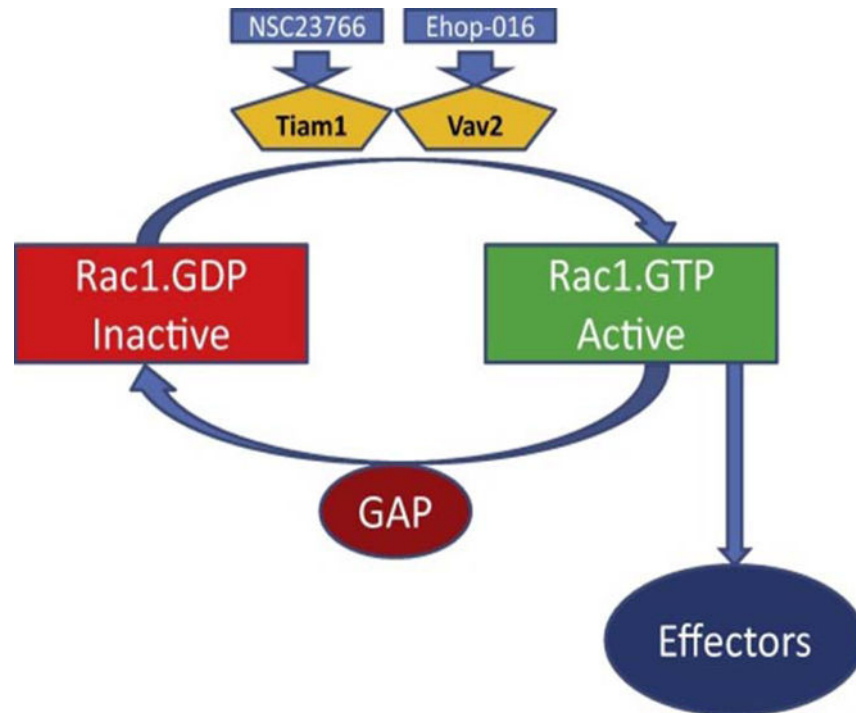 NSC23766
Ehop-016
Tiam1
Vav2
Rac1.GDP
Inactive
Rac1.GTP
Active
GAP
Effectors